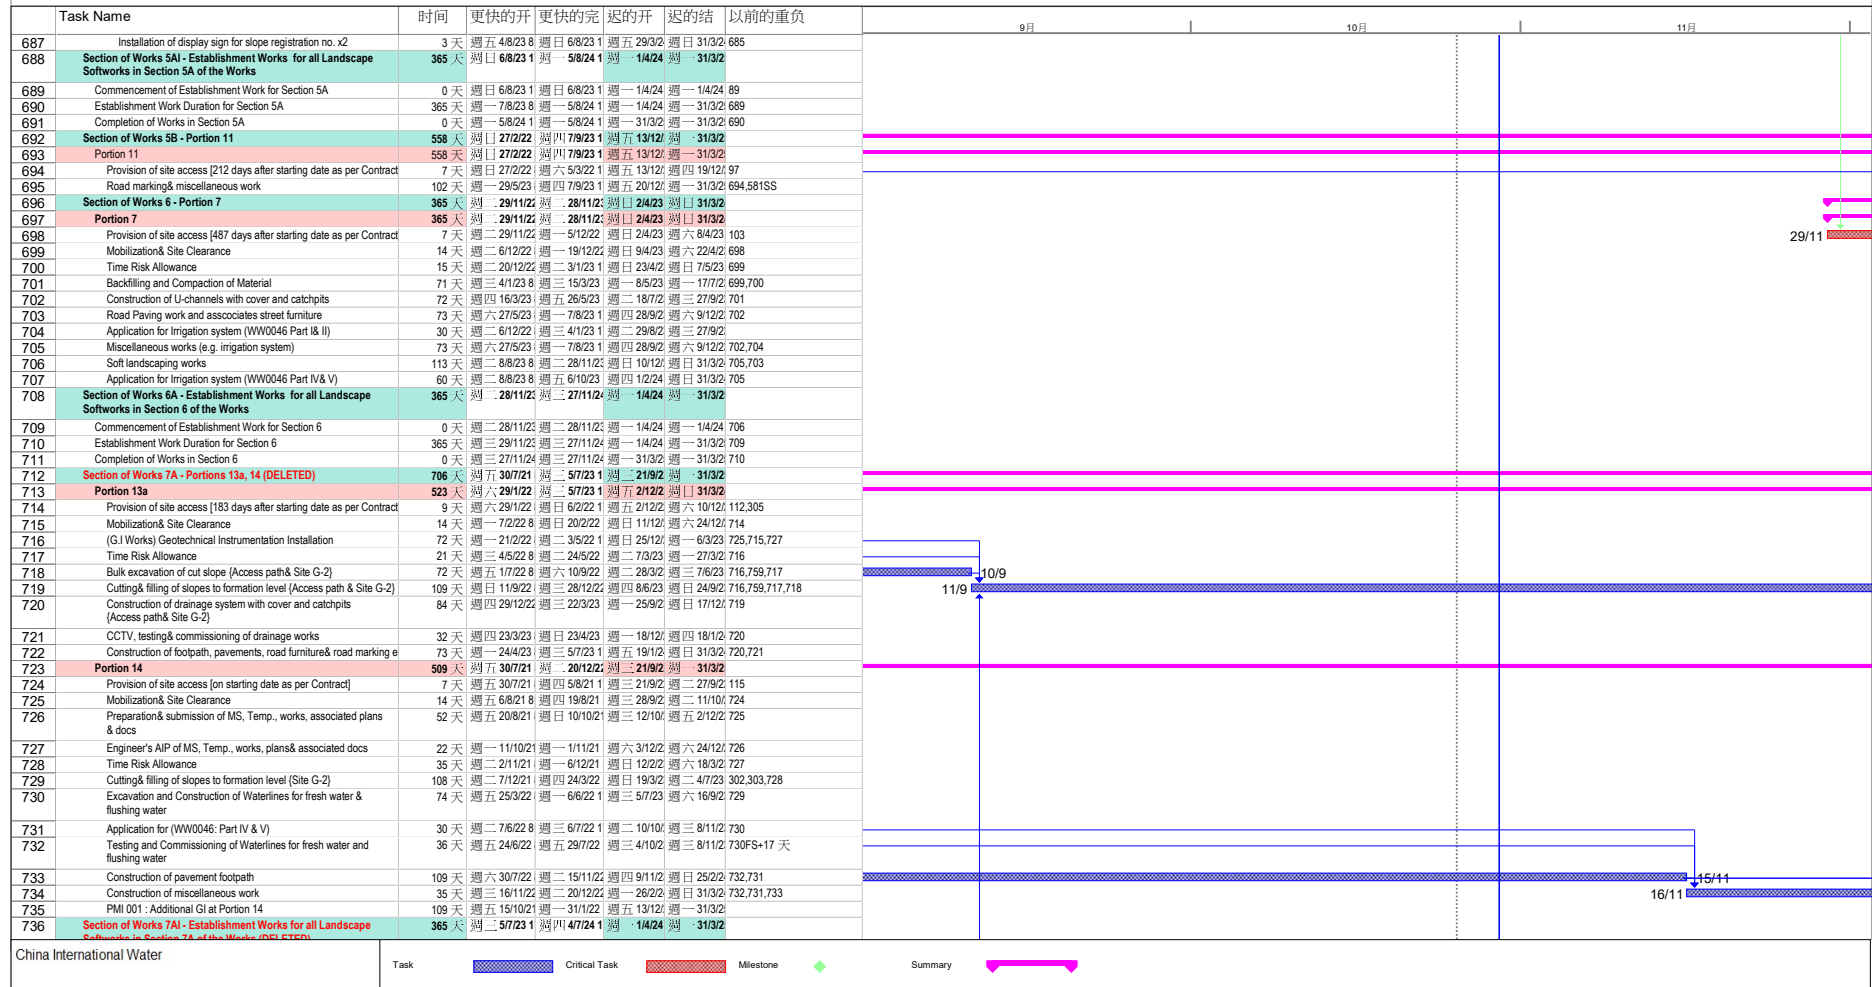 Task Name 时间 更快的开 更快的完 迟的开 迟的结 以前的重负
9月 10月 11月
687 Installation of display sign for slope registration no. x2 3 天 週五 4/8/23 8 週日 6/8/23 1 週五 29/3/2 週日 31/3/2 685
688 Section of Works 5AI - Establishment Works for all Landscape 365 天 週日 6/8/23 1 週一 5/8/24 1 週一 1/4/24 週一 31/3/2
Softworks in Section 5A of the Works
689 Commencement of Establishment Work for Section 5A 0 天 週日 6/8/23 1 週日 6/8/23 1 週一 1/4/24 週一 1/4/24 89
690 Establishment Work Duration for Section 5A 365 天 週一 7/8/23 8 週一 5/8/24 1 週一 1/4/24 週一 31/3/2 689
691 Completion of Works in Section 5A 0 天 週一 5/8/24 1 週一 5/8/24 1 週一 31/3/2 週一 31/3/2 690
692 Section of Works 5B - Portion 11 558 天 週日 27/2/22 週四 7/9/23 1 週五 13/12/ 週一 31/3/2
693 Portion 11 558 天 週日 27/2/22 週四 7/9/23 1 週五 13/12/ 週一 31/3/2
694 Provision of site access [212 days after starting date as per Contract 7 天 週日 27/2/22 週六 5/3/22 1 週五 13/12/ 週四 19/12/ 97
695 Road marking& miscellaneous work 102 天 週一 29/5/23 週四 7/9/23 1 週五 20/12/ 週一 31/3/2 694,581SS
696 Section of Works 6 - Portion 7 365 天 週二 29/11/22 週二 28/11/23 週日 2/4/23 週日 31/3/2
697 Portion 7 365 天 週二 29/11/22 週二 28/11/23 週日 2/4/23 週日 31/3/2
698 Provision of site access [487 days after starting date as per Contract 7 天 週二 29/11/22 週一 5/12/22 週日 2/4/23 週六 8/4/23 103
29/11
699 Mobilization& Site Clearance 14 天 週二 6/12/22 週一 19/12/22 週日 9/4/23 週六 22/4/2 698
700 Time Risk Allowance 15 天 週二 20/12/22 週二 3/1/23 1 週日 23/4/2 週日 7/5/23 699
701 Backfilling and Compaction of Material 71 天 週三 4/1/23 8 週三 15/3/23 週一 8/5/23 週一 17/7/2 699,700
702 Construction of U-channels with cover and catchpits 72 天 週四 16/3/23 週五 26/5/23 週二 18/7/2 週三 27/9/2 701
703 Road Paving work and asscociates street furniture 73 天 週六 27/5/23 週一 7/8/23 1 週四 28/9/2 週六 9/12/2 702
704 Application for Irrigation system (WW0046 Part I& II) 30 天 週二 6/12/22 週三 4/1/23 1 週二 29/8/2 週三 27/9/2
705 Miscellaneous works (e.g. irrigation system) 73 天 週六 27/5/23 週一 7/8/23 1 週四 28/9/2 週六 9/12/2 702,704
706 Soft landscaping works 113 天 週二 8/8/23 8 週二 28/11/23 週日 10/12/ 週日 31/3/2 705,703
707 Application for Irrigation system (WW0046 Part IV& V) 60 天 週二 8/8/23 8 週五 6/10/23 週四 1/2/24 週日 31/3/2 705
708 Section of Works 6A - Establishment Works for all Landscape 365 天 週二 28/11/23 週三 27/11/24 週一 1/4/24 週一 31/3/2
Softworks in Section 6 of the Works
709 Commencement of Establishment Work for Section 6 0 天 週二 28/11/23 週二 28/11/23 週一 1/4/24 週一 1/4/24 706
710 Establishment Work Duration for Section 6 365 天 週三 29/11/23 週三 27/11/24 週一 1/4/24 週一 31/3/2 709
711 Completion of Works in Section 6 0 天 週三 27/11/24 週三 27/11/24 週一 31/3/2 週一 31/3/2 710
712 Section of Works 7A - Portions 13a, 14 (DELETED) 706 天 週五 30/7/21 週三 5/7/23 1 週三 21/9/2 週一 31/3/2
713 Portion 13a 523 天 週六 29/1/22 週三 5/7/23 1 週五 2/12/2 週日 31/3/2
714 Provision of site access [183 days after starting date as per Contract 9 天 週六 29/1/22 週日 6/2/22 1 週五 2/12/2 週六 10/12/ 112,305
715 Mobilization& Site Clearance 14 天 週一 7/2/22 8 週日 20/2/22 週日 11/12/ 週六 24/12/ 714
716 (G.I Works) Geotechnical Instrumentation Installation 72 天 週一 21/2/22 週二 3/5/22 1 週日 25/12/ 週一 6/3/23 725,715,727
717 Time Risk Allowance 21 天 週三 4/5/22 8 週二 24/5/22 週二 7/3/23 週一 27/3/2 716
718 Bulk excavation of cut slope {Access path& Site G-2} 72 天 週五 1/7/22 8 週六 10/9/22 週二 28/3/2 週三 7/6/23 716,759,717
10/9
719 Cutting& filling of slopes to formation level {Access path & Site G-2} 109 天 週日 11/9/22 週三 28/12/22 週四 8/6/23 週日 24/9/2 716,759,717,718
11/9
720 Construction of drainage system with cover and catchpits 84 天 週四 29/12/22 週三 22/3/23 週一 25/9/2 週日 17/12/ 719
{Access path& Site G-2}
721 CCTV, testing& commissioning of drainage works 32 天 週四 23/3/23 週日 23/4/23 週一 18/12/ 週四 18/1/2 720
722 Construction of footpath, pavements, road furniture& road marking e 73 天 週一 24/4/23 週三 5/7/23 1 週五 19/1/2 週日 31/3/2 720,721
723 Portion 14 509 天 週五 30/7/21 週二 20/12/22 週三 21/9/2 週一 31/3/2
724 Provision of site access [on starting date as per Contract] 7 天 週五 30/7/21 週四 5/8/21 1 週三 21/9/2 週二 27/9/2 115
725 Mobilization& Site Clearance 14 天 週五 6/8/21 8 週四 19/8/21 週三 28/9/2 週二 11/10/ 724
726 Preparation& submission of MS, Temp., works, associated plans 52 天 週五 20/8/21 週日 10/10/21 週三 12/10/ 週五 2/12/2 725
& docs
727 Engineer's AIP of MS, Temp., works, plans& associated docs 22 天 週一 11/10/21 週一 1/11/21 週六 3/12/2 週六 24/12/ 726
728 Time Risk Allowance 35 天 週二 2/11/21 週一 6/12/21 週日 12/2/2 週六 18/3/2 727
729 Cutting& filling of slopes to formation level {Site G-2} 108 天 週二 7/12/21 週四 24/3/22 週日 19/3/2 週二 4/7/23 302,303,728
730 Excavation and Construction of Waterlines for fresh water & 74 天 週五 25/3/22 週一 6/6/22 1 週三 5/7/23 週六 16/9/2 729
flushing water
731 Application for (WW0046: Part IV & V) 30 天 週二 7/6/22 8 週三 6/7/22 1 週二 10/10/ 週三 8/11/2 730
732 Testing and Commissioning of Waterlines for fresh water and 36 天 週五 24/6/22 週五 29/7/22 週三 4/10/2 週三 8/11/2 730FS+17 天
flushing water
733 Construction of pavement footpath 109 天 週六 30/7/22 週二 15/11/22 週四 9/11/2 週日 25/2/2 732,731
15/11
734 Construction of miscellaneous work 35 天 週三 16/11/22 週二 20/12/22 週一 26/2/2 週日 31/3/2 732,731,733
16/11
735 PMI 001 : Additional GI at Portion 14 109 天 週五 15/10/21 週一 31/1/22 週五 13/12/ 週一 31/3/2
736 Section of Works 7AI - Establishment Works for all Landscape 365 天 週三 5/7/23 1 週四 4/7/24 1 週一 1/4/24 週一 31/3/2
Softworks in Section 7A of the Works (DELETED)
China International Water
Task Critical Task Milestone Summary